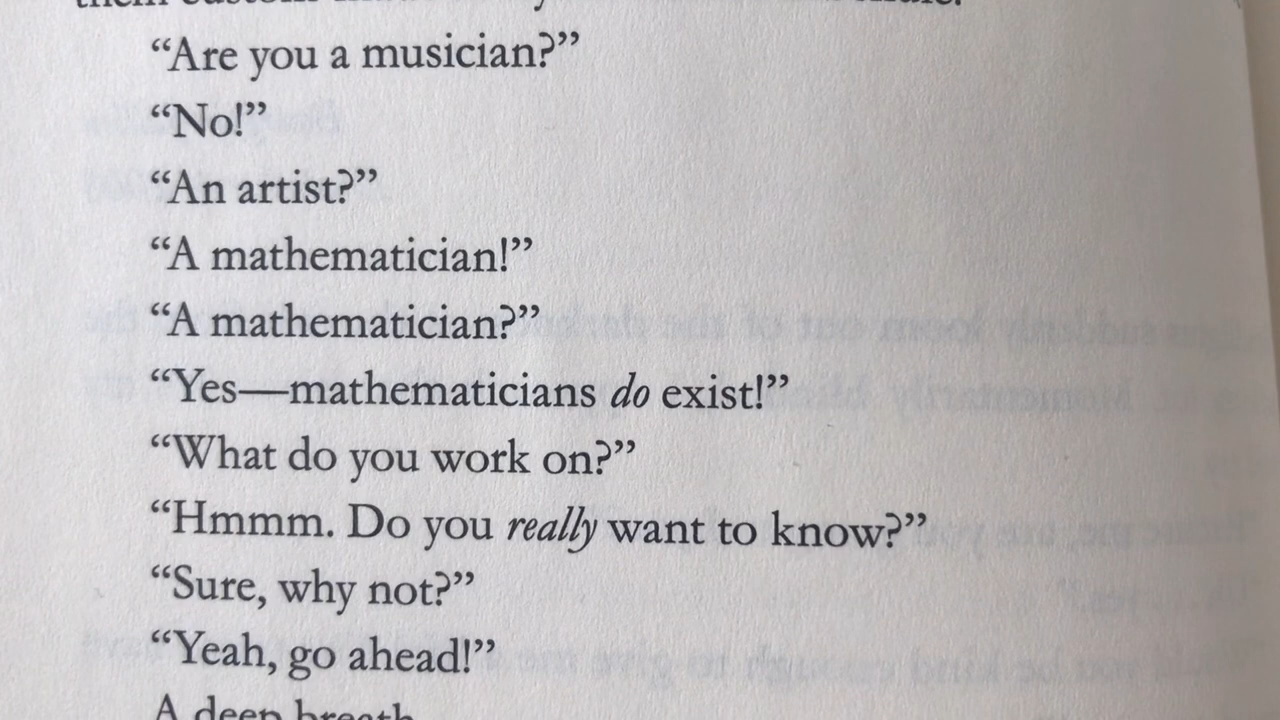 “Are you a musician?”
“No!”
“An artist?”
“A mathematician!”
“A mathematician?”
“Yes—mathematicians do exist!”
“What do you work on?”
“Hmmm. Do you really want to know?”
“Sure, why not?”
“Yeah, go ahead!”
A deep breath